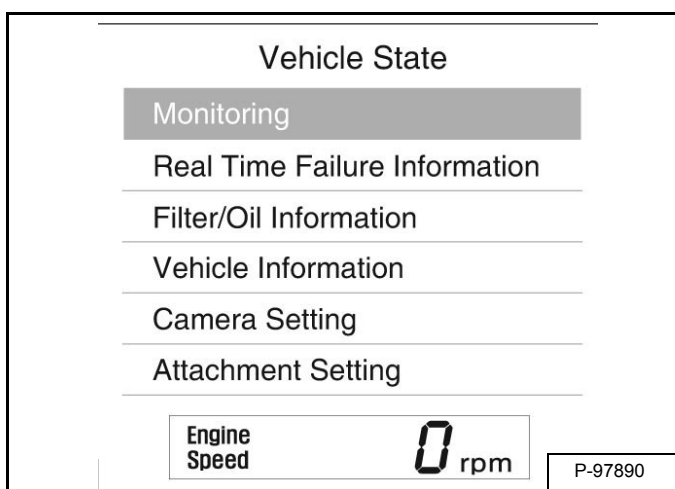 Vehicle State
Monitoring
Real Time Failure Information
Filter/Oil Information
Vehicle Information
Camera Setting
Attachment Setting
Engine
Speed
0 rpm
P-97890